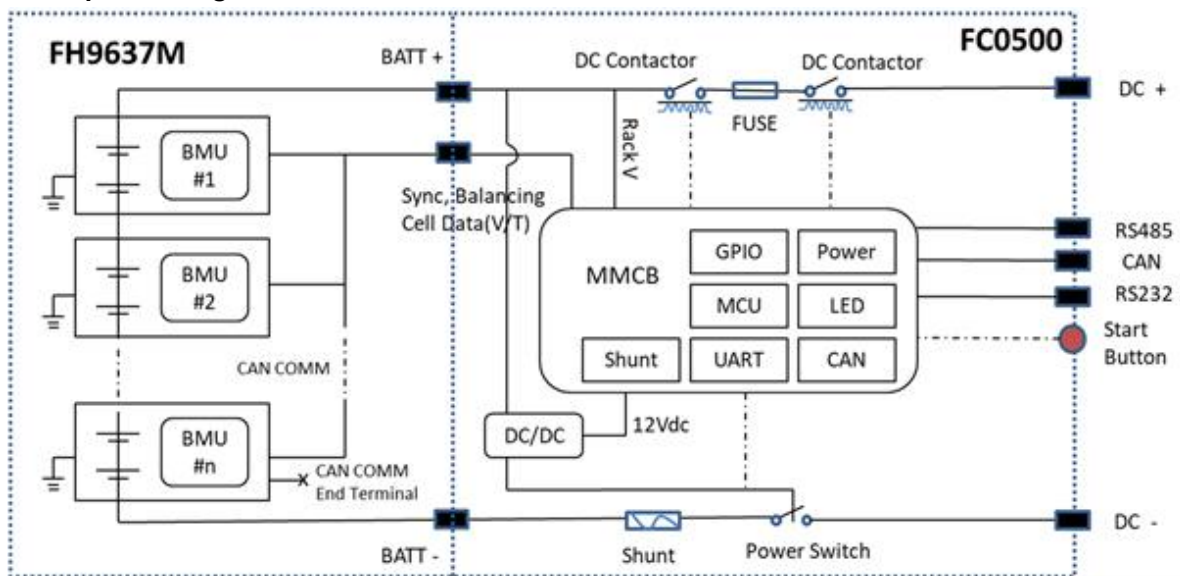 FH9637M
FC0500
BATT +
DC Contactor
DC Contactor
DC +
FUSE
Rack V
BMU
#1
Sync, Balancing
Cell Data(V/T)
BMU
#2
CAN COMM
BMU
#n
CAN COMM
End Terminal
MMCB
GPIO
Power
MCU
LED
Shunt
UART
CAN
RS485
CAN
RS232
Start
Button
DC/DC
12Vdc
BATT -
Shunt
Power Switch
DC -